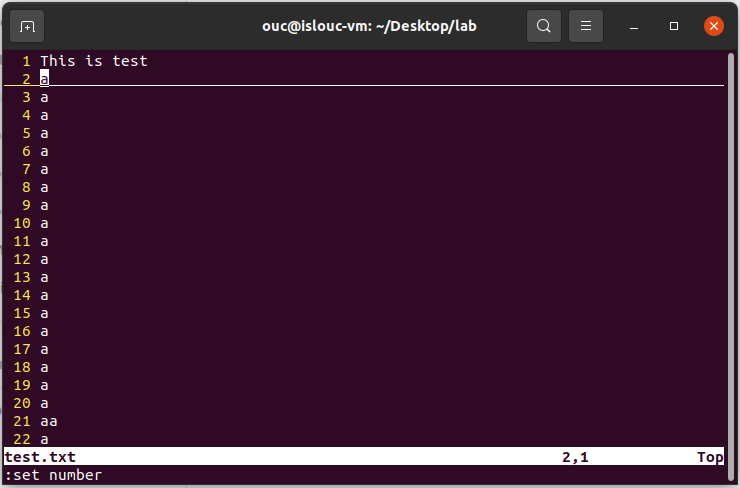 ouc@islouc-vm: ~/Desktop/lab
1 This is test
2 a
3 a
4 a
5 a
6 a
7 a
8 a
9 a
10 a
11 a
12 a
13 a
14 a
15 a
16 a
17 a
18 a
19 a
20 a
21 aa
22 a
test.txt 2,1 Top
:set number